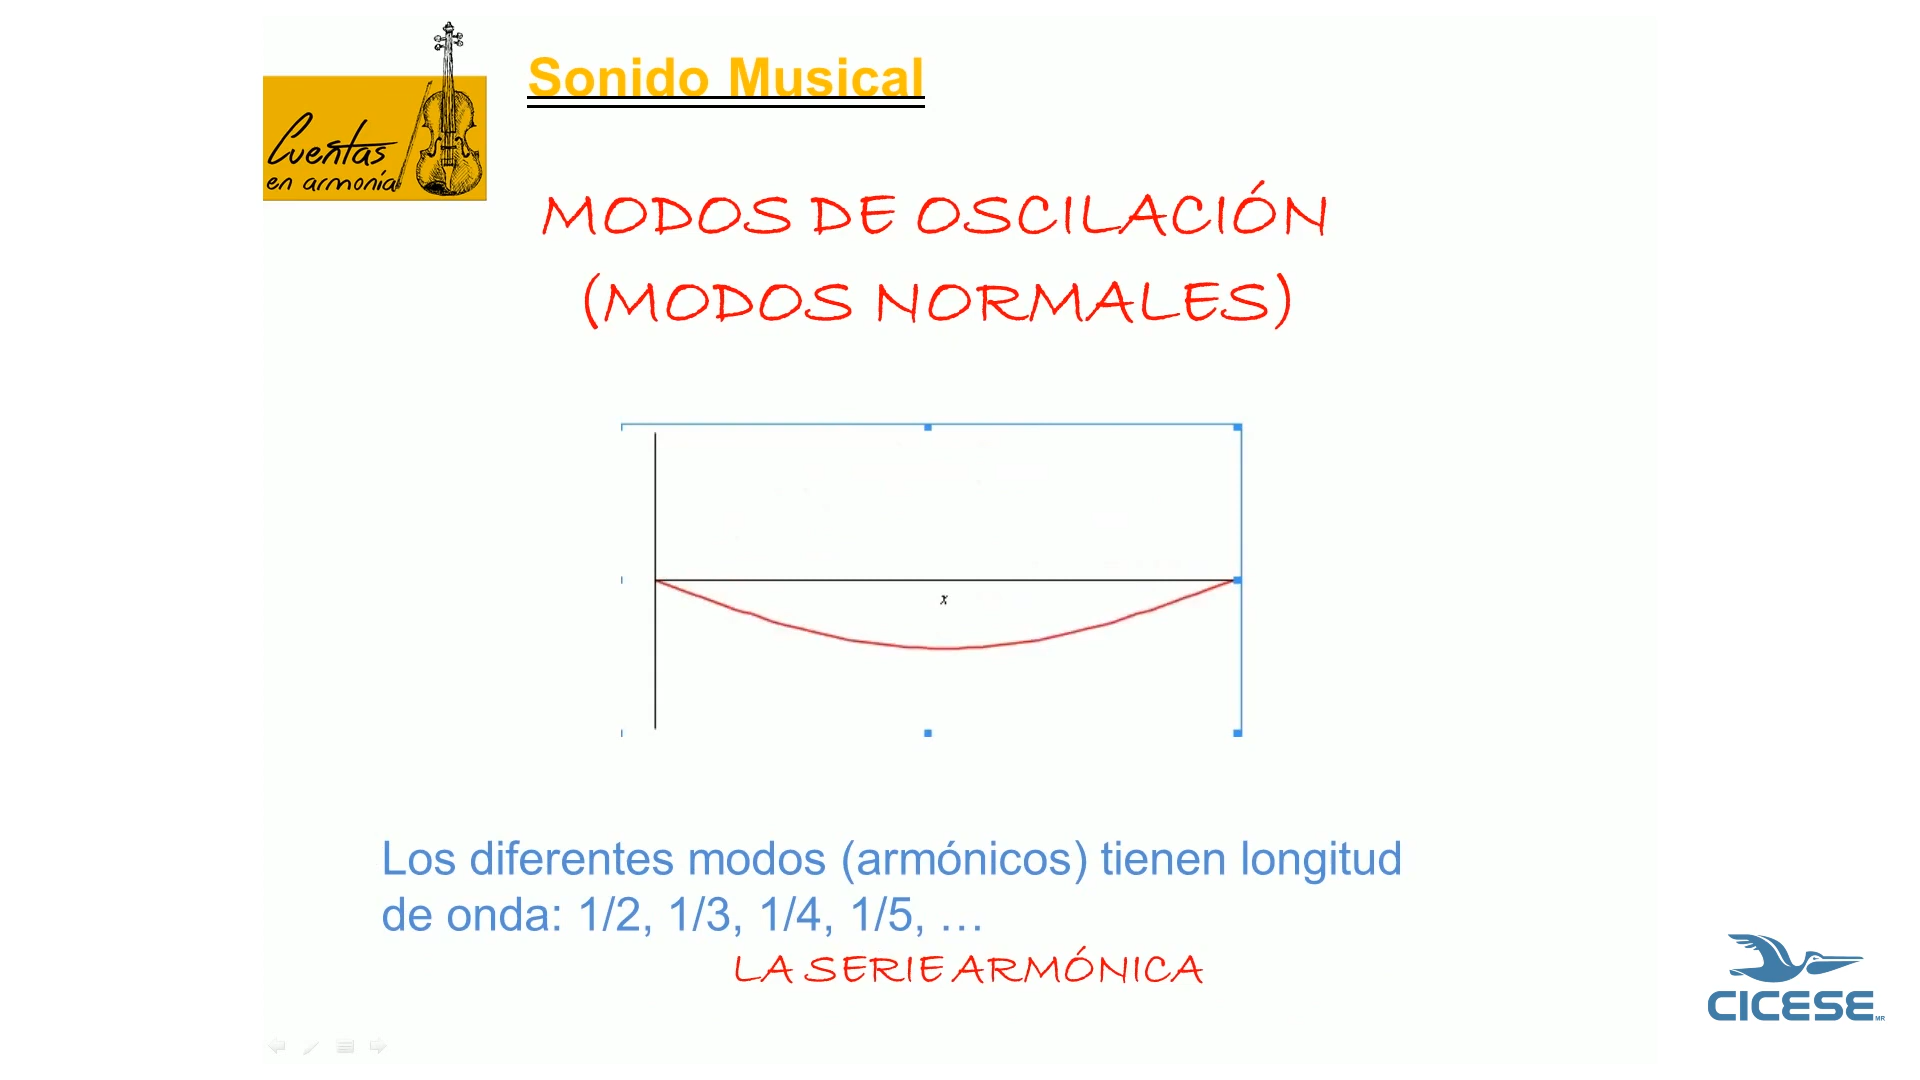 Sonido Musical
Cuentas
en armonía
MODOS DE OSCILACIÓN
(MODOS NORMALES)
x
Los diferentes modos (armónicos) tienen longitud
de onda: 1/2, 1/3, 1/4, 1/5, …
LA SERIE ARMÓNICA
CICESE
MR